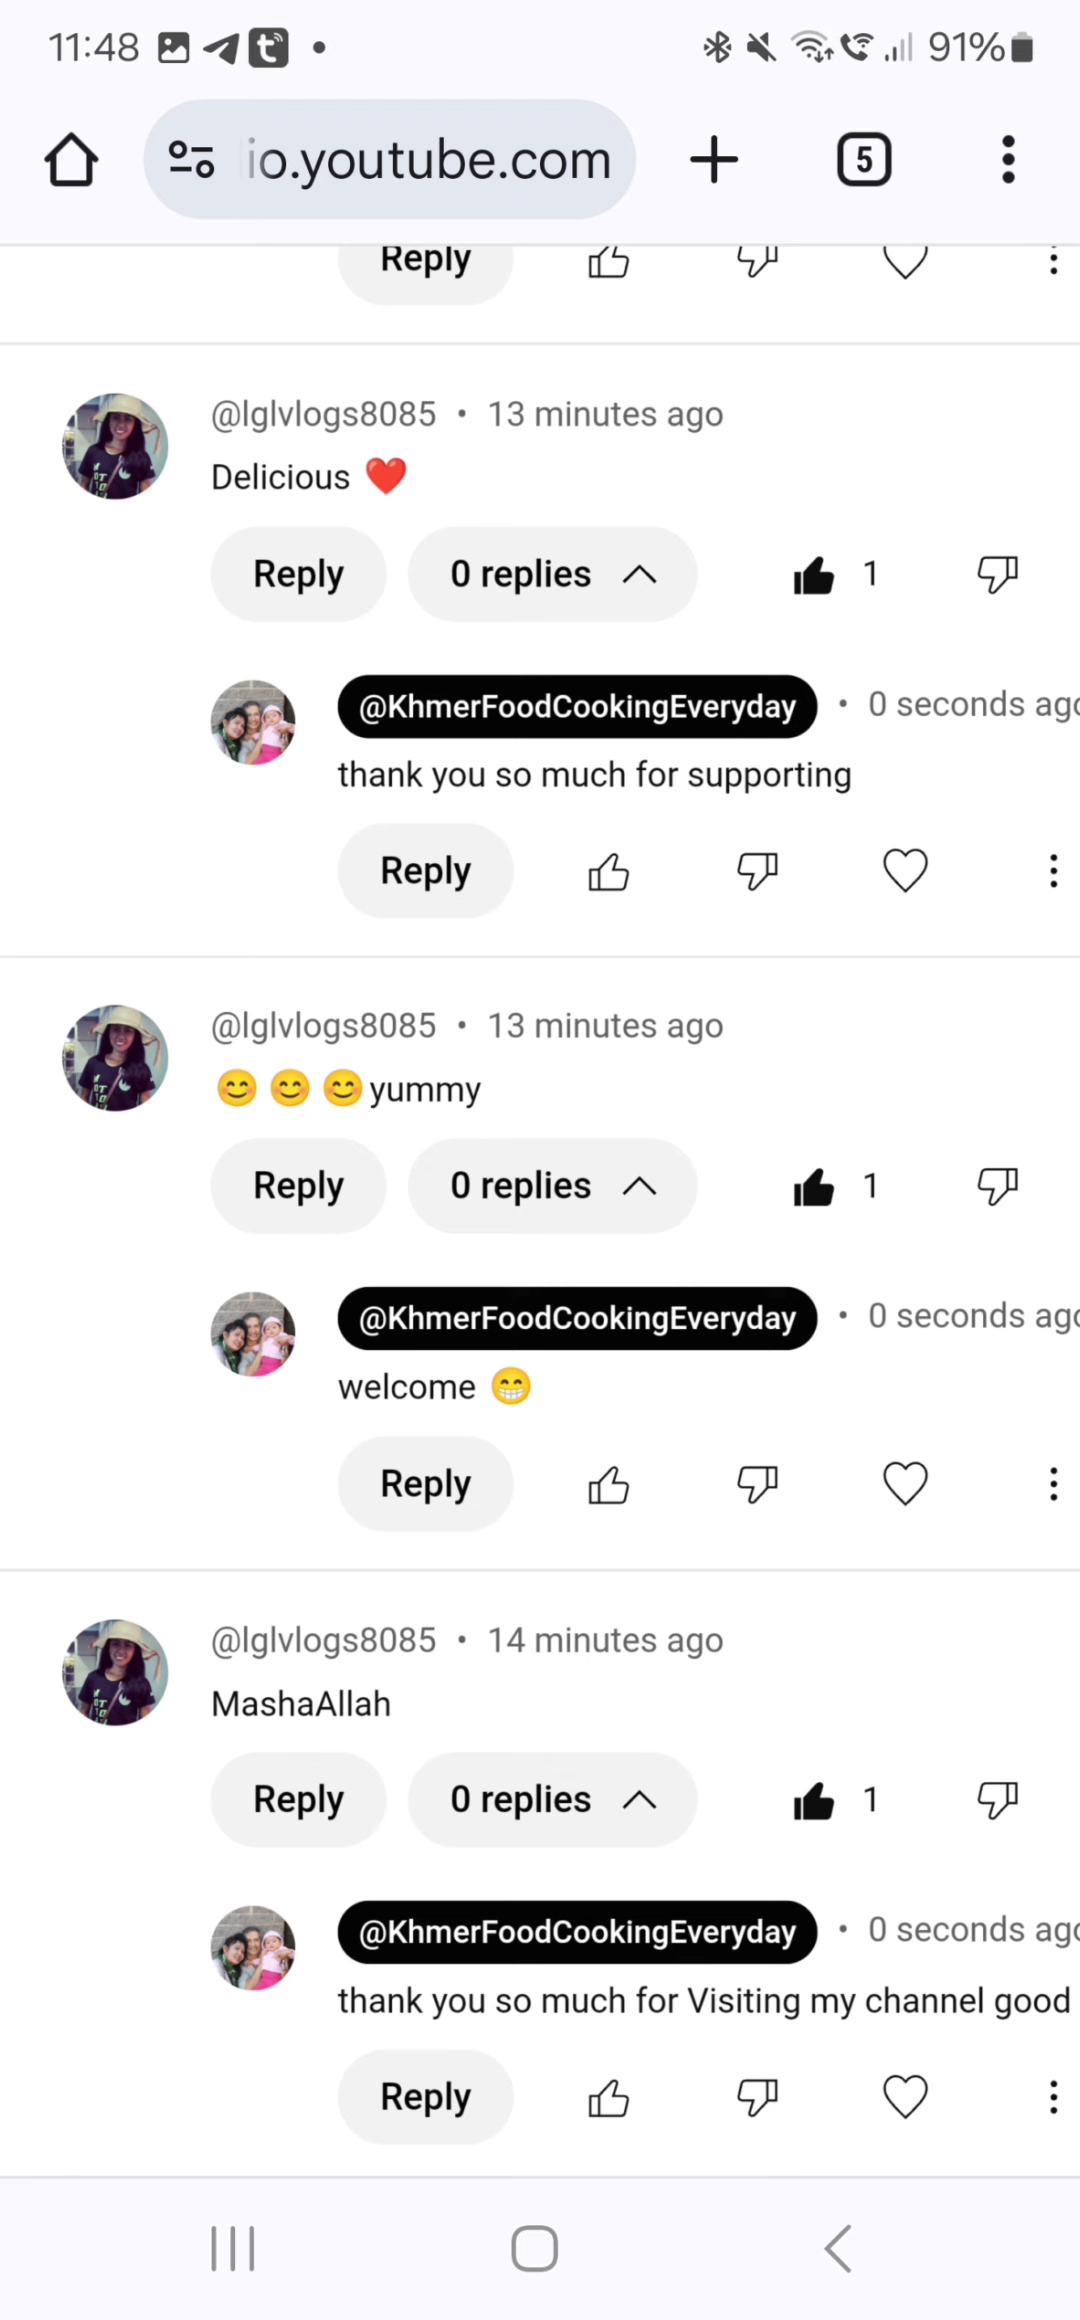 11:48 91%
io.youtube.com 5
Reply
@lglvlogs8085 • 13 minutes ago
Delicious ❤️
Reply 0 replies 1
@KhmerFoodCookingEveryday • 0 seconds ago
thank you so much for supporting
Reply
@lglvlogs8085 • 13 minutes ago
😊😊😊yummy
Reply 0 replies 1
@KhmerFoodCookingEveryday • 0 seconds ago
welcome 😁
Reply
@lglvlogs8085 • 14 minutes ago
MashaAllah
Reply 0 replies 1
@KhmerFoodCookingEveryday • 0 seconds ago
thank you so much for Visiting my channel good
Reply